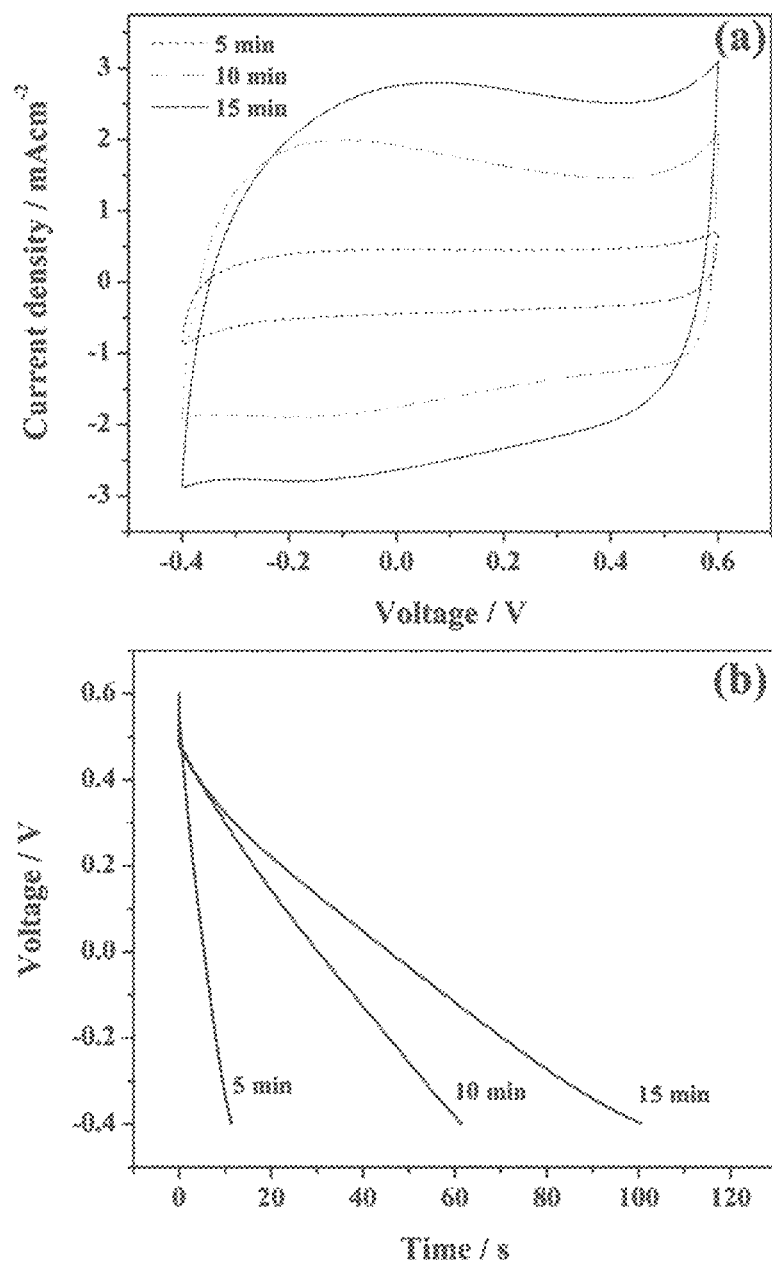 (a)
5 min
10 min
15 min
3
2
1
0
-1
-2
-3
Current density / mAcm⁻²
-0.4 -0.2 0.0 0.2 0.4 0.6
Voltage / V
(b)
0.6
0.4
0.2
0.0
-0.2
-0.4
Voltage / V
5 min
10 min
15 min
0 20 40 60 80 100 120
Time / s